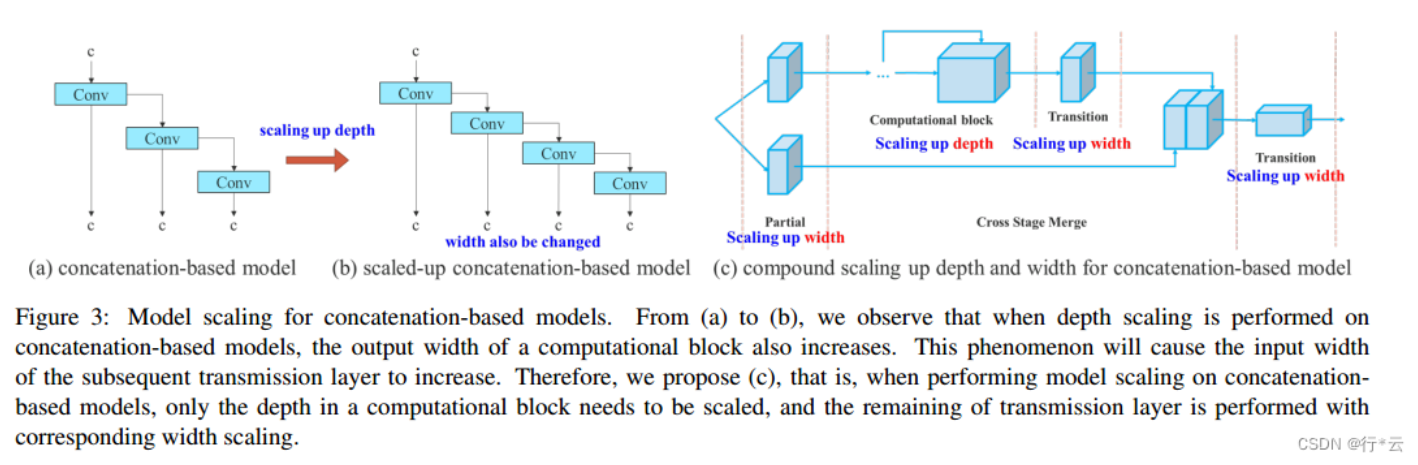 c
Conv
Conv
Conv
c c c
scaling up depth
c
Conv
Conv
Conv
Conv
c c c c
width also be changed
...
Computational block
Scaling up depth
Transition
Scaling up width
Transition
Scaling up width
Partial
Scaling up width
Cross Stage Merge
(a) concatenation-based model
(b) scaled-up concatenation-based model
(c) compound scaling up depth and width for concatenation-based model
Figure 3: Model scaling for concatenation-based models. From (a) to (b), we observe that when depth scaling is performed on
concatenation-based models, the output width of a computational block also increases. This phenomenon will cause the input width
of the subsequent transmission layer to increase. Therefore, we propose (c), that is, when performing model scaling on concatenation-
based models, only the depth in a computational block needs to be scaled, and the remaining of transmission layer is performed with
corresponding width scaling.
CSDN @行*云